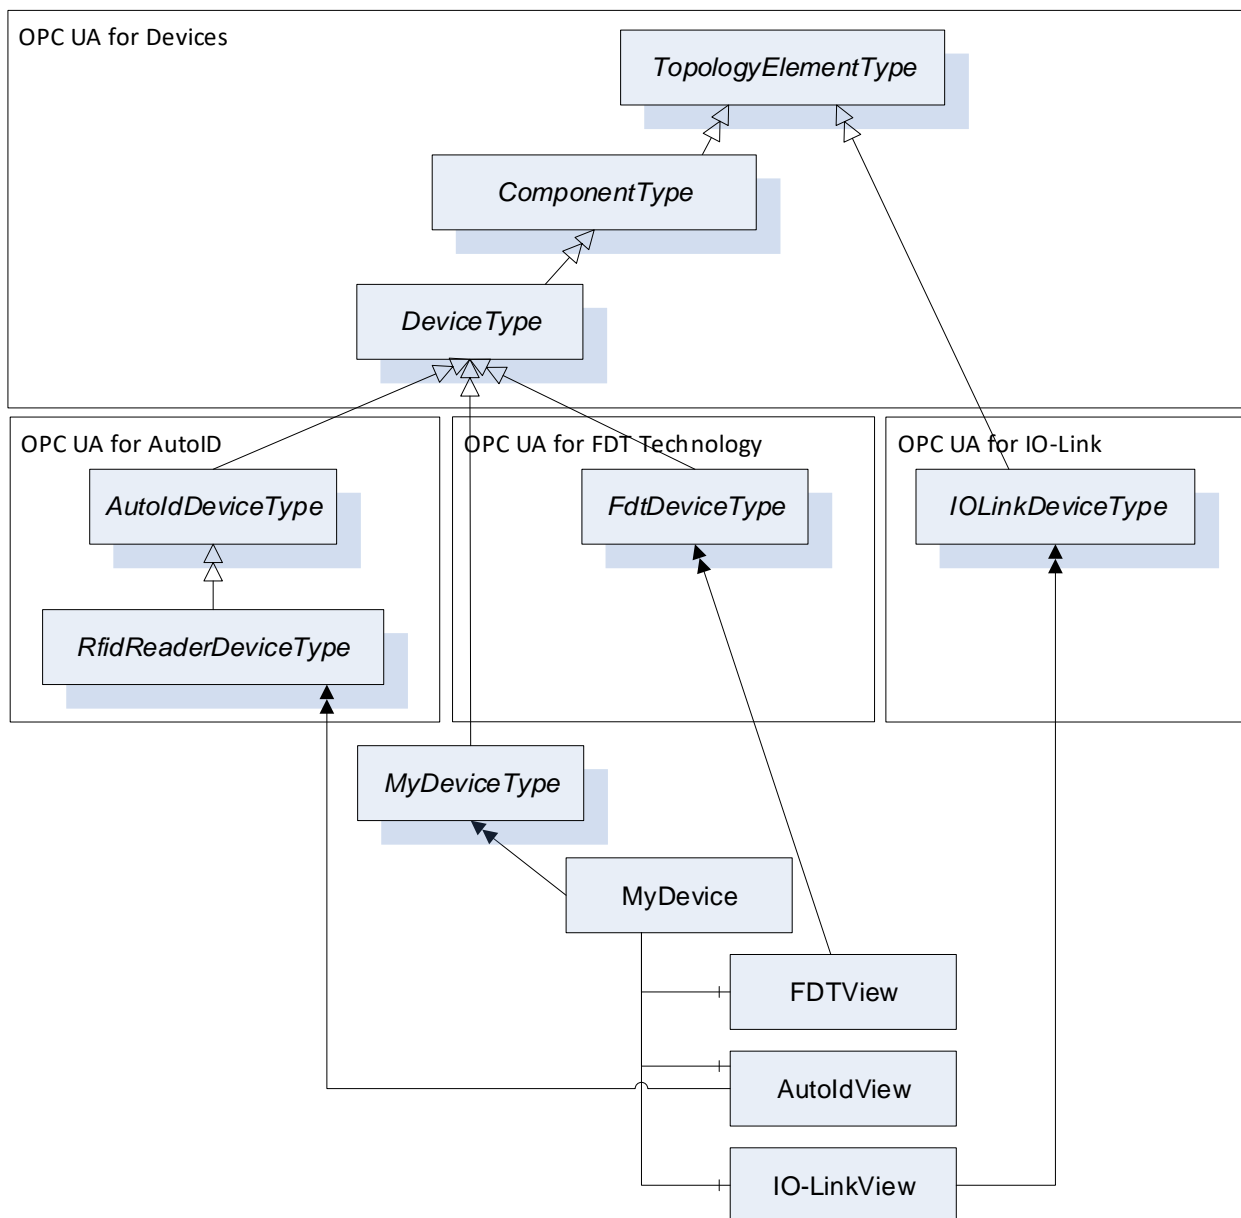 OPC UA for Devices
TopologyElementType
ComponentType
DeviceType
OPC UA for AutoID
OPC UA for FDT Technology
OPC UA for IO-Link
AutoIdDeviceType
FdtDeviceType
IOLinkDeviceType
RfidReaderDeviceType
MyDeviceType
MyDevice
FDTView
AutoIdView
IO-LinkView